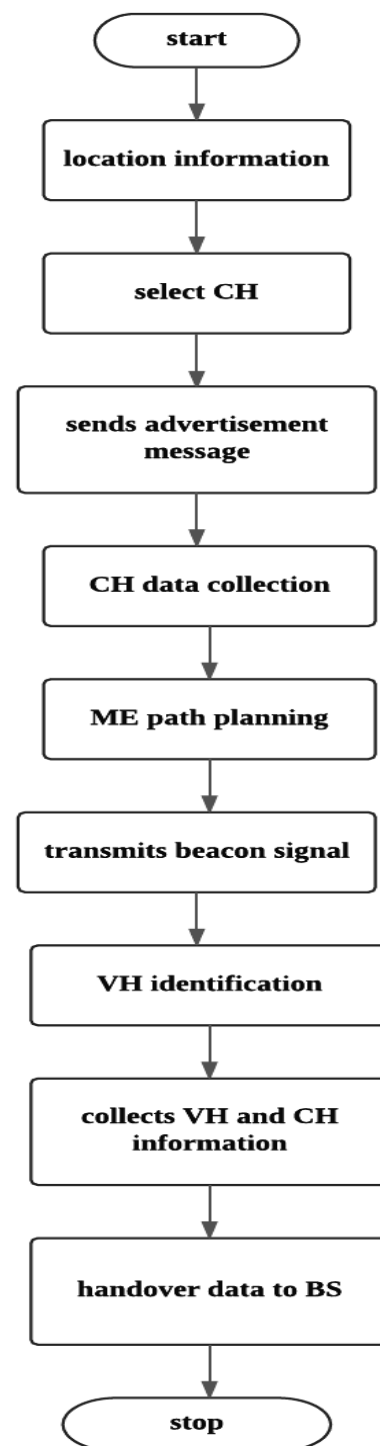 start
location information
select CH
sends advertisement
message
CH data collection
ME path planning
transmits beacon signal
VH identification
collects VH and CH
information
handover data to BS
stop